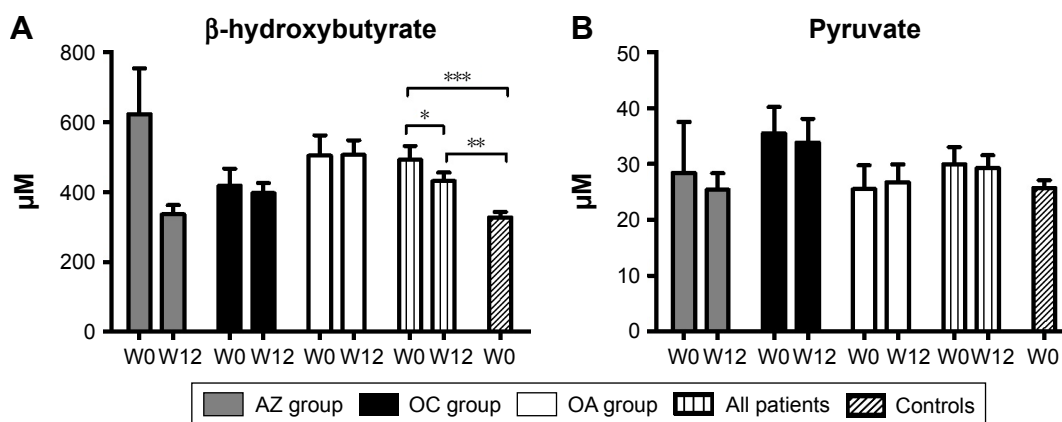 A β-hydroxybutyrate
μM
800
600
400
200
0
***
*
**
W0 W12 W0 W12 W0 W12 W0 W12 W0
B Pyruvate
μM
50
40
30
20
10
0
W0 W12 W0 W12 W0 W12 W0 W12 W0
AZ group OC group OA group All patients Controls